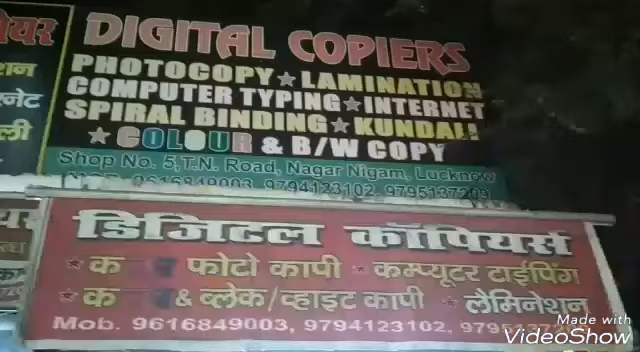 DIGITAL COPIERS
PHOTOCOPY ★ LAMINATION
COMPUTER TYPING ★ INTERNET
SPIRAL BINDING ★ KUNDALI
★ COLOUR & B/W COPY
Shop No. 5, T.N. Road, Nagar Nigam, Lucknow
9616849003, 9794123102, 9795137209
डिजिटल कॉपियर्स
★ फोटो कापी ★ कम्प्यूटर टाईपिंग
★ & ब्लेक/व्हाइट कापी ★ लैमिनेशन
Mob. 9616849003, 9794123102,
Made with
VideoShow